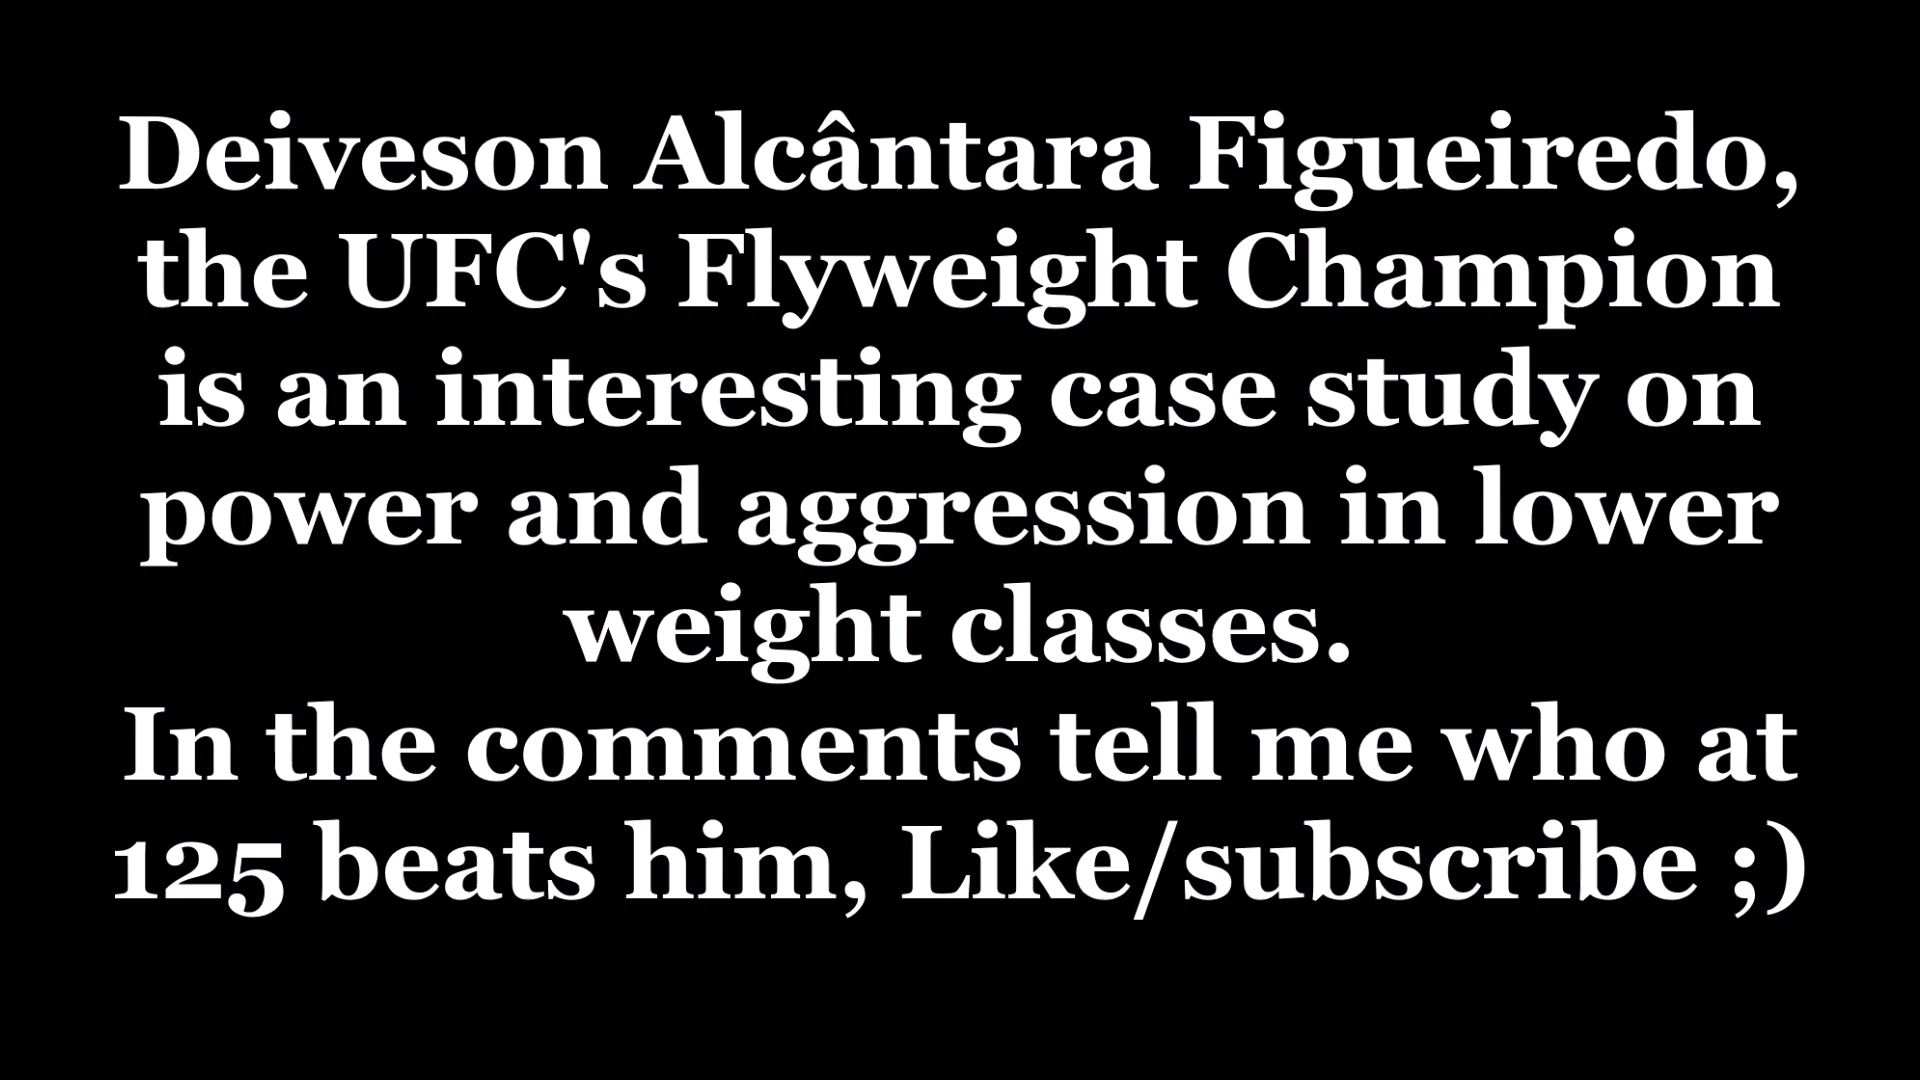 Deiveson Alcântara Figueiredo,
the UFC's Flyweight Champion
is an interesting case study on
power and aggression in lower
weight classes.
In the comments tell me who at
125 beats him, Like/subscribe ;)